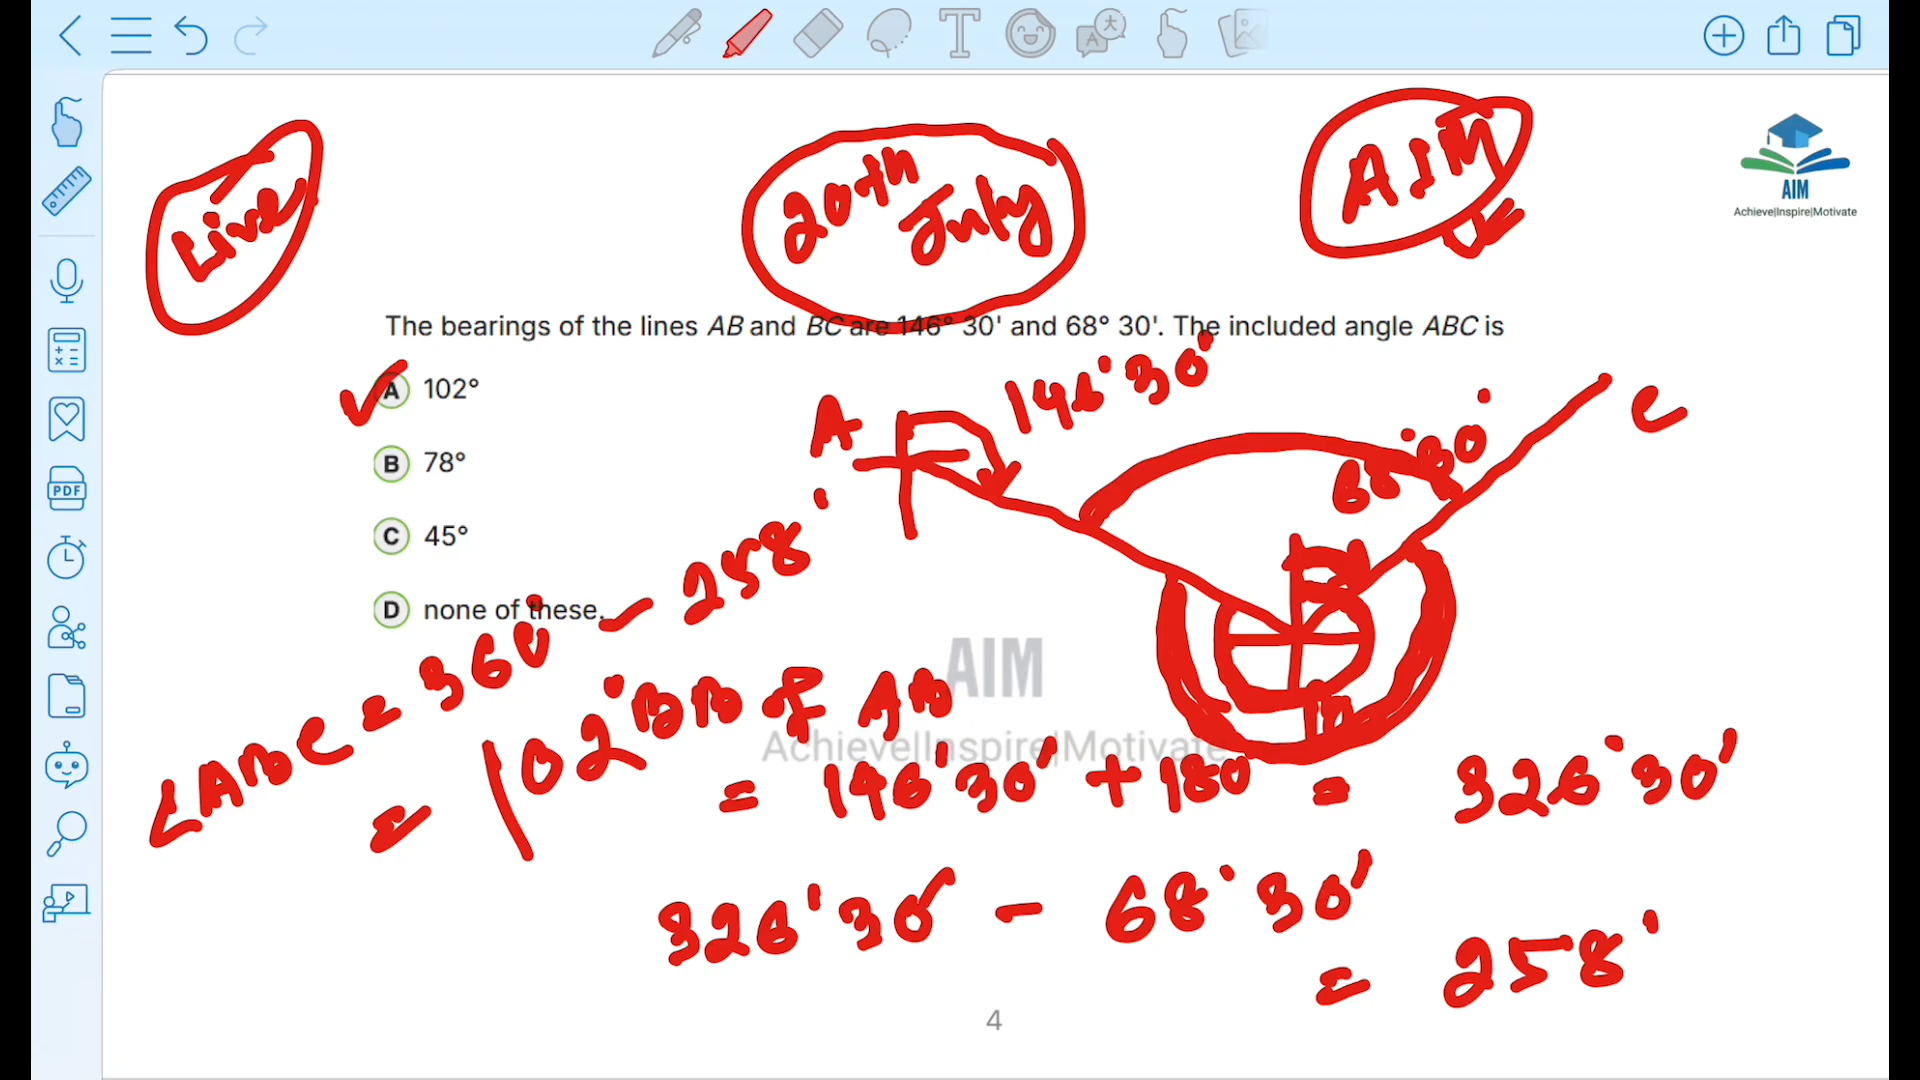 Live
20th
July
AIM
AIM
Achieve|Inspire|Motivate
The bearings of the lines AB and BC are 146° 30' and 68° 30'. The included angle ABC is
A 102°
B 78°
C 45°
D none of these.
A
146°30'
68°30'
C
∠ABC = 360° - 258°
= 102°
BB of AB
= 146°30' + 180 = 326°30'
326°30' - 68°30'
= 258°
AIM
Achieve|Inspire|Motivate
4
PDF